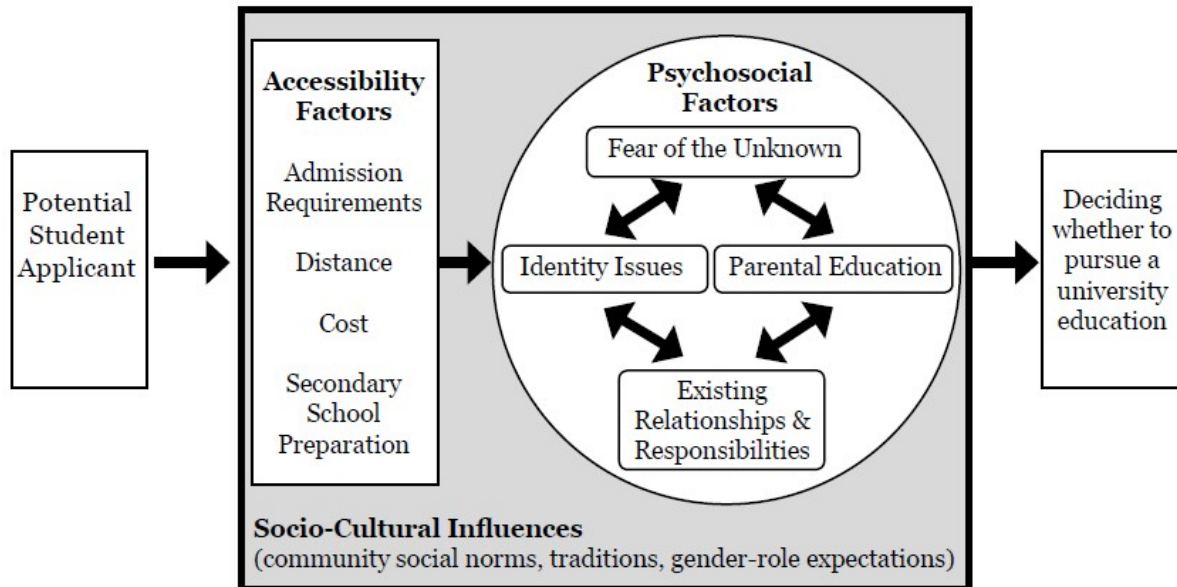 Potential
Student
Applicant
Accessibility
Factors
Admission
Requirements
Distance
Cost
Secondary
School
Preparation
Psychosocial
Factors
Fear of the Unknown
Identity Issues
Parental Education
Existing
Relationships &
Responsibilities
Socio-Cultural Influences
(community social norms, traditions, gender-role expectations)
Deciding
whether to
pursue a
university
education